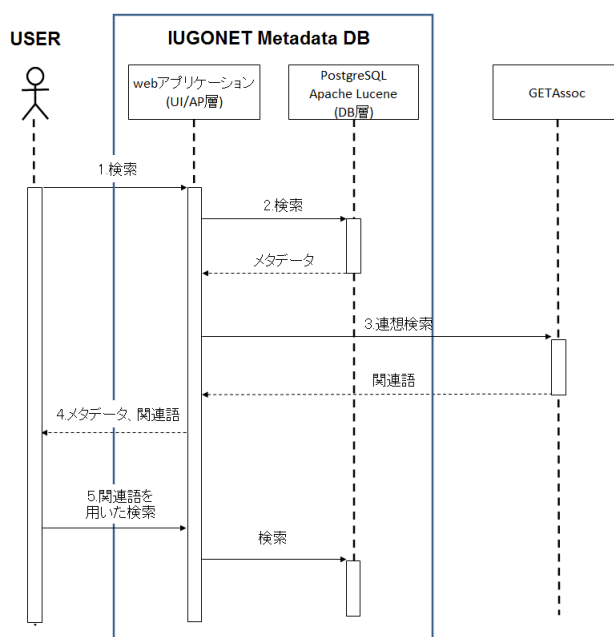 USER
IUGONET Metadata DB
webアプリケーション
(UI/AP層)
PostgreSQL
Apache Lucene
(DB層)
GETAssoc
1.検索
2.検索
メタデータ
3.連想検索
関連語
4.メタデータ、関連語
5.関連語を
用いた検索
検索